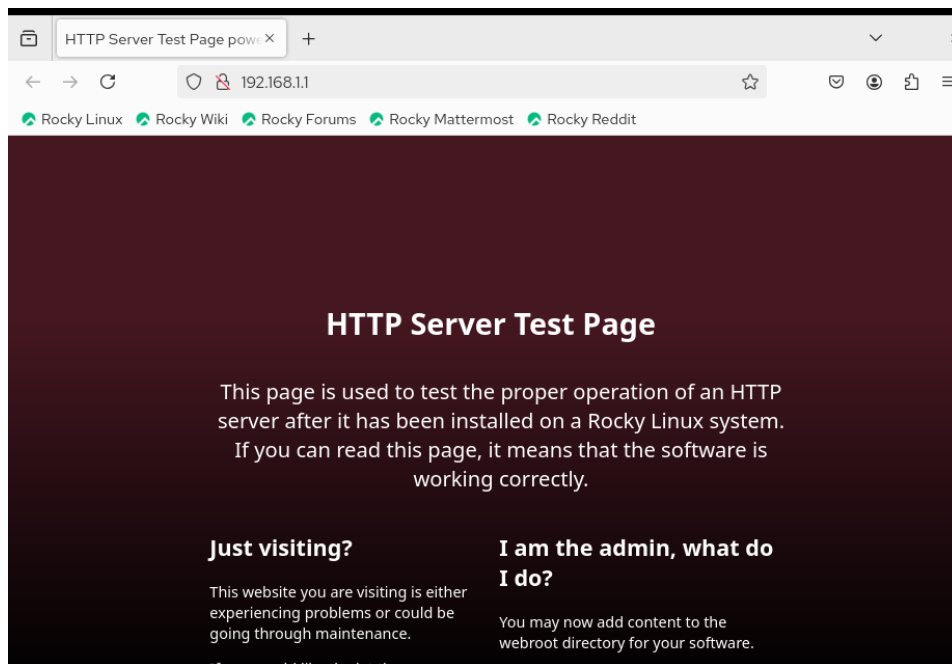 HTTP Server Test Page powe
192.168.1.1
Rocky Linux Rocky Wiki Rocky Forums Rocky Mattermost Rocky Reddit
HTTP Server Test Page
This page is used to test the proper operation of an HTTP
server after it has been installed on a Rocky Linux system.
If you can read this page, it means that the software is
working correctly.
Just visiting?
This website you are visiting is either
experiencing problems or could be
going through maintenance.
I am the admin, what do
I do?
You may now add content to the
webroot directory for your software.